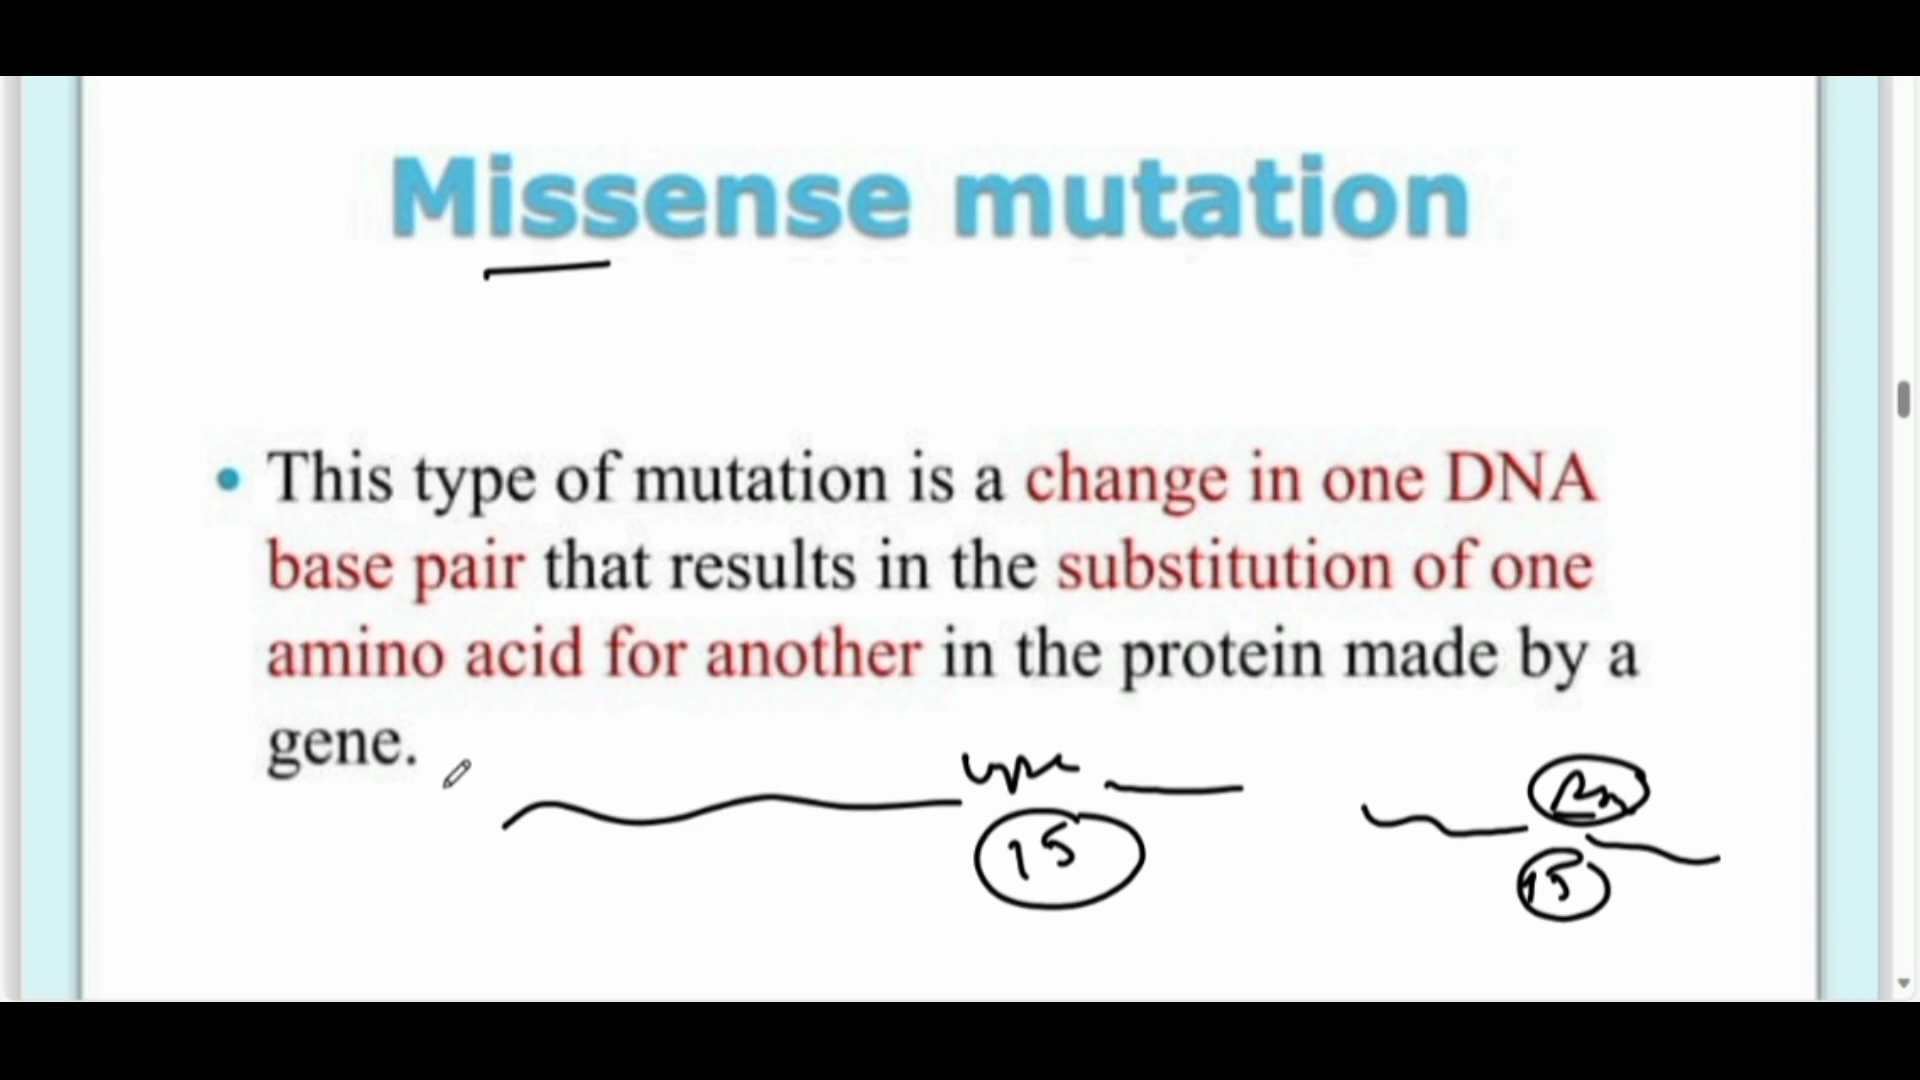 Missense mutation
• This type of mutation is a change in one DNA
base pair that results in the substitution of one
amino acid for another in the protein made by a
gene.
15
15